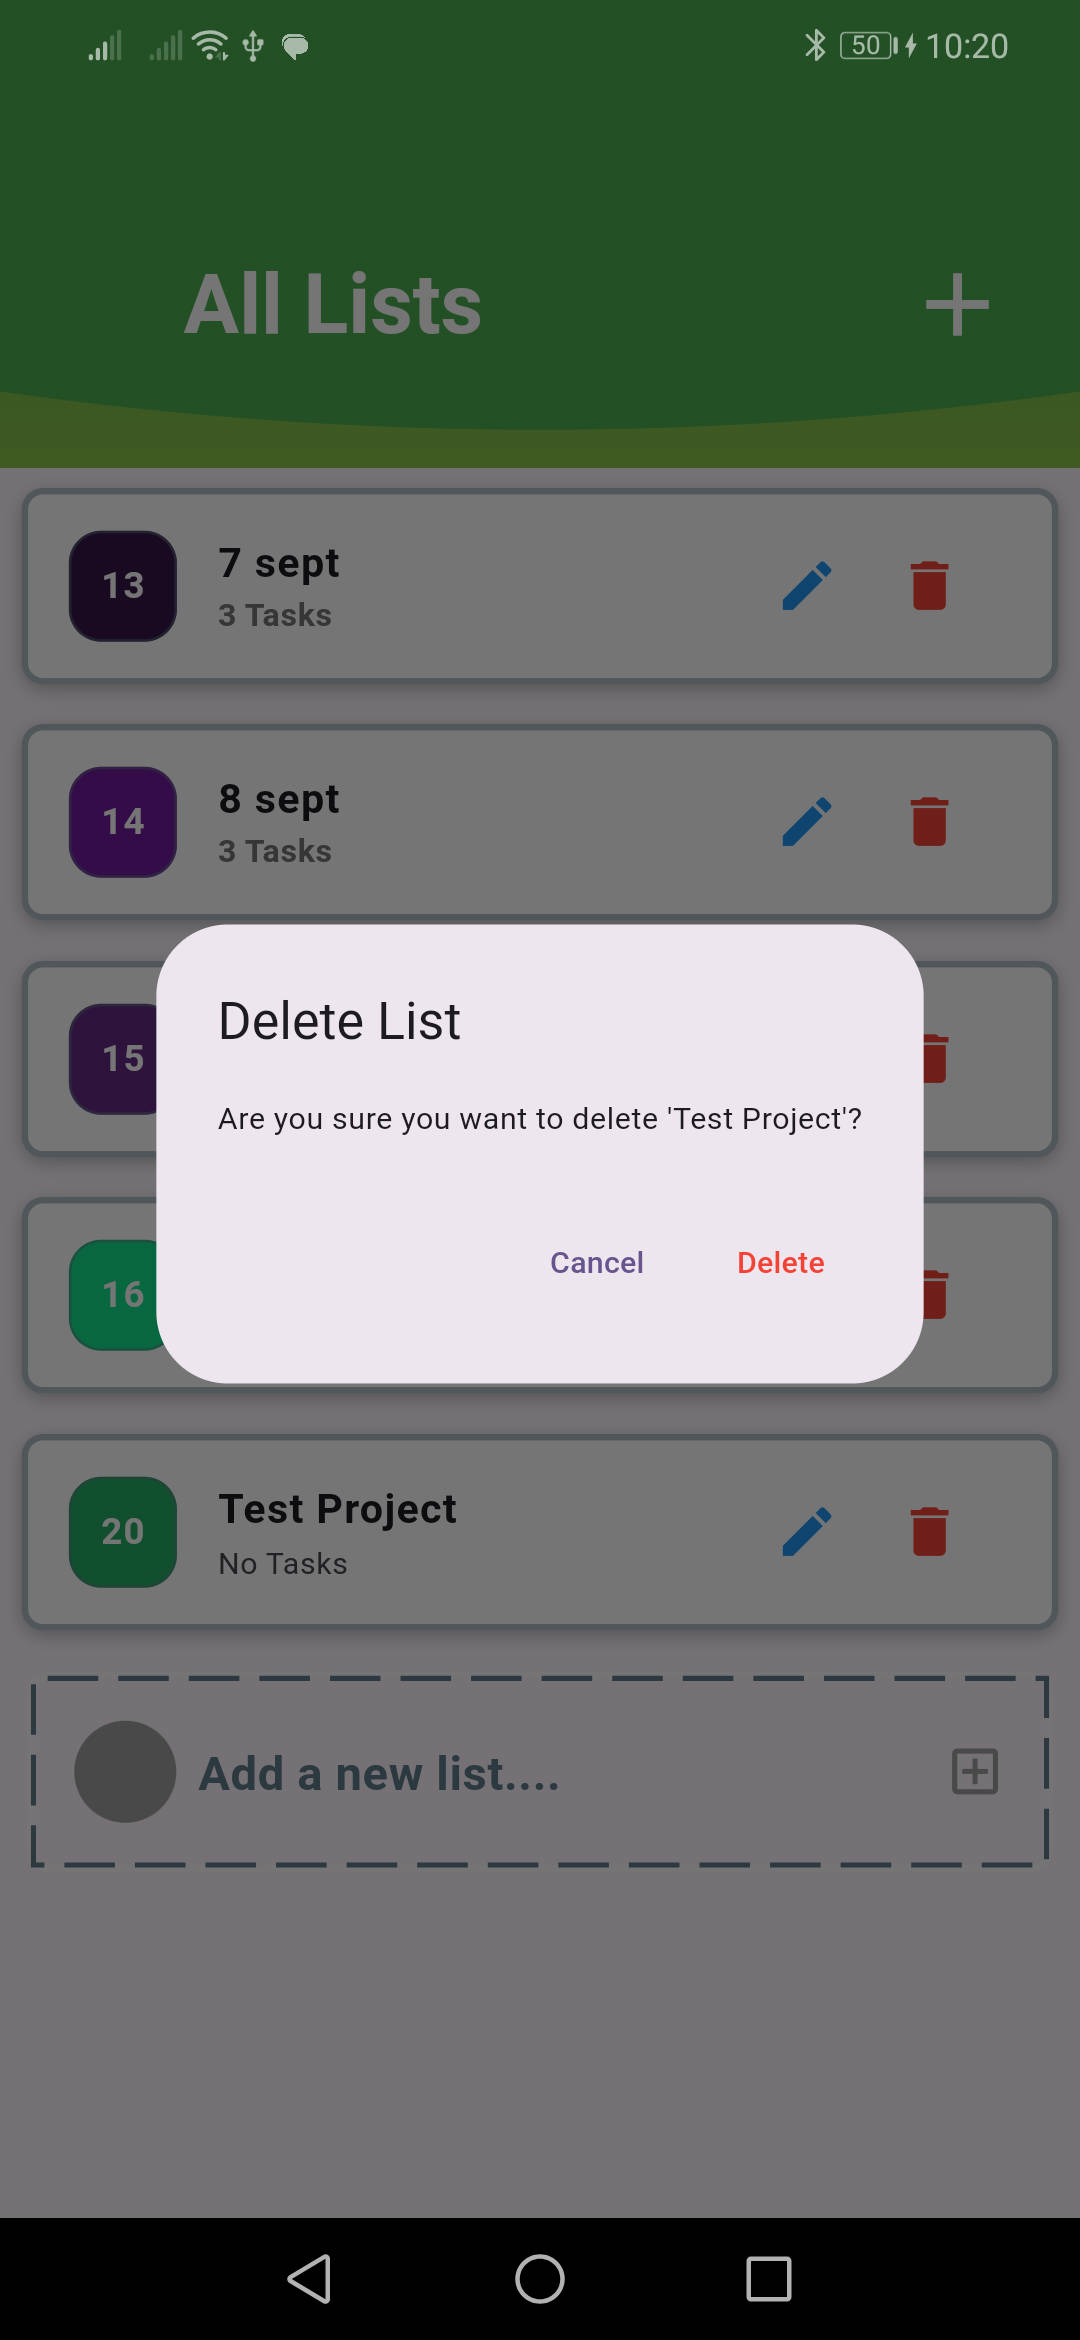 50 10:20
All Lists
13
7 sept
3 Tasks
14
8 sept
3 Tasks
15
Delete List
Are you sure you want to delete 'Test Project'?
16
Cancel Delete
20
Test Project
No Tasks
Add a new list....